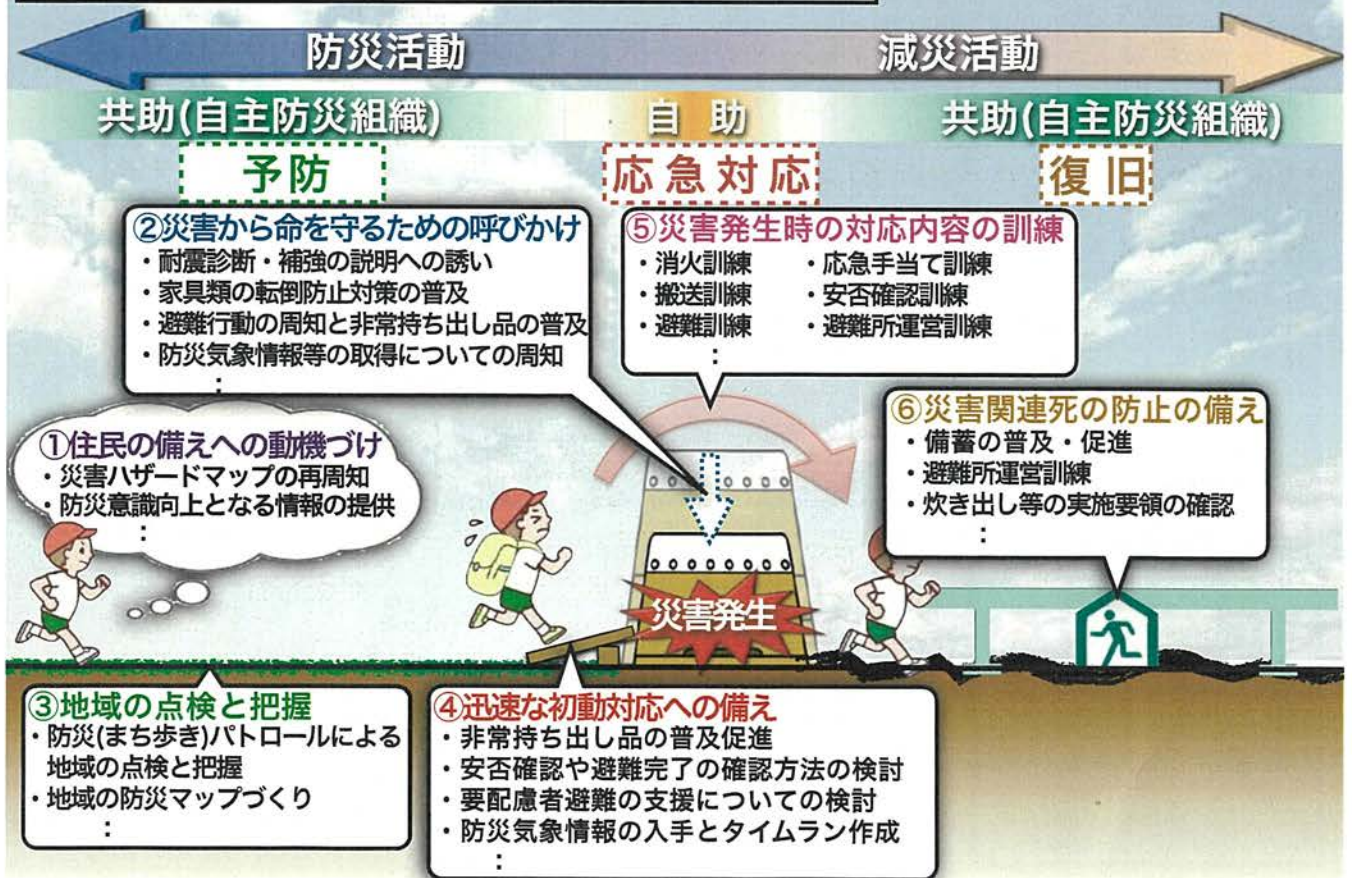 防災活動
減災活動
共助(自主防災組織)
自 助
共助(自主防災組織)
予防
応急対応
復旧
②災害から命を守るための呼びかけ
・耐震診断・補強の説明への誘い
・家具類の転倒防止対策の普及
・避難行動の周知と非常持ち出し品の普及
・防災気象情報等の取得についての周知
:
⑤災害発生時の対応内容の訓練
・消火訓練 ・応急手当て訓練
・搬送訓練 ・安否確認訓練
・避難訓練 ・避難所運営訓練
:
①住民の備えへの動機づけ
・災害ハザードマップの再周知
・防災意識向上となる情報の提供
:
⑥災害関連死の防止の備え
・備蓄の普及・促進
・避難所運営訓練
・炊き出し等の実施要領の確認
:
災害発生
③地域の点検と把握
・防災(まち歩き)パトロールによる
地域の点検と把握
・地域の防災マップづくり
:
④迅速な初動対応への備え
・非常持ち出し品の普及促進
・安否確認や避難完了の確認方法の検討
・要配慮者避難の支援についての検討
・防災気象情報の入手とタイムラン作成
: